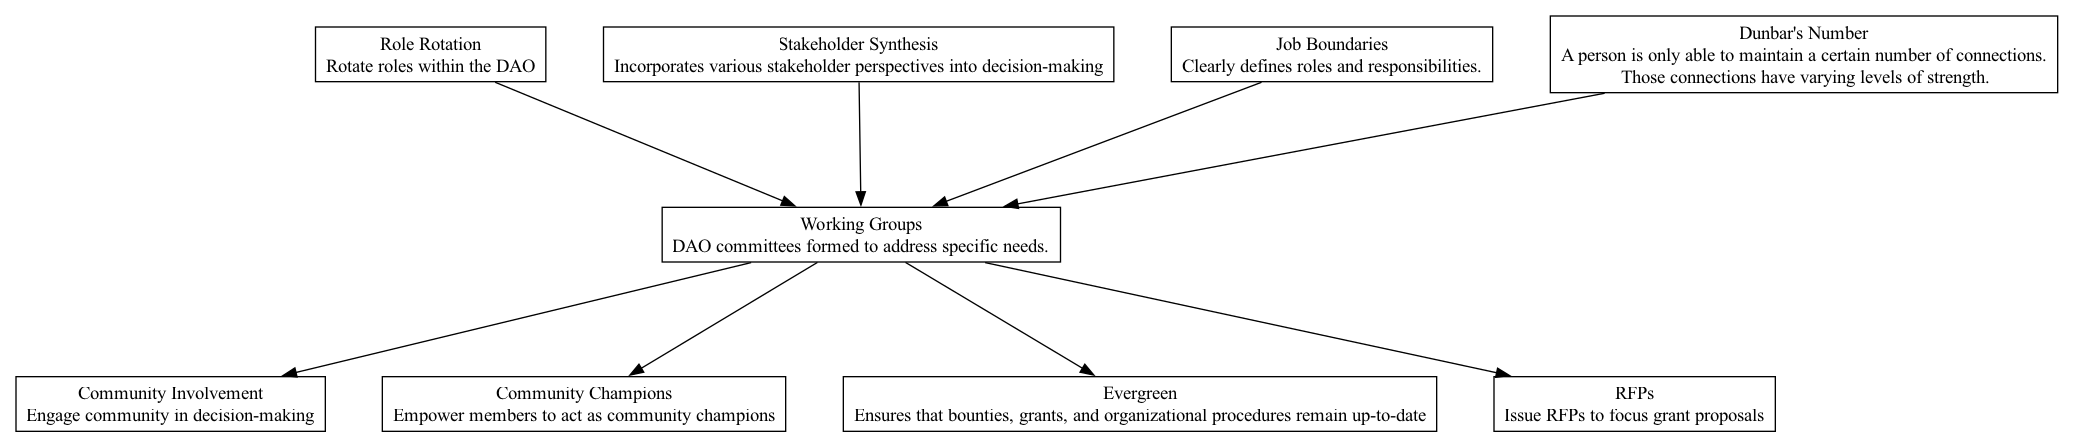 Role Rotation
Rotate roles within the DAO
Stakeholder Synthesis
Incorporates various stakeholder perspectives into decision-making
Job Boundaries
Clearly defines roles and responsibilities.
Dunbar's Number
A person is only able to maintain a certain number of connections.
Those connections have varying levels of strength.
Working Groups
DAO committees formed to address specific needs.
Community Involvement
Engage community in decision-making
Community Champions
Empower members to act as community champions
Evergreen
Ensures that bounties, grants, and organizational procedures remain up-to-date
RFPs
Issue RFPs to focus grant proposals